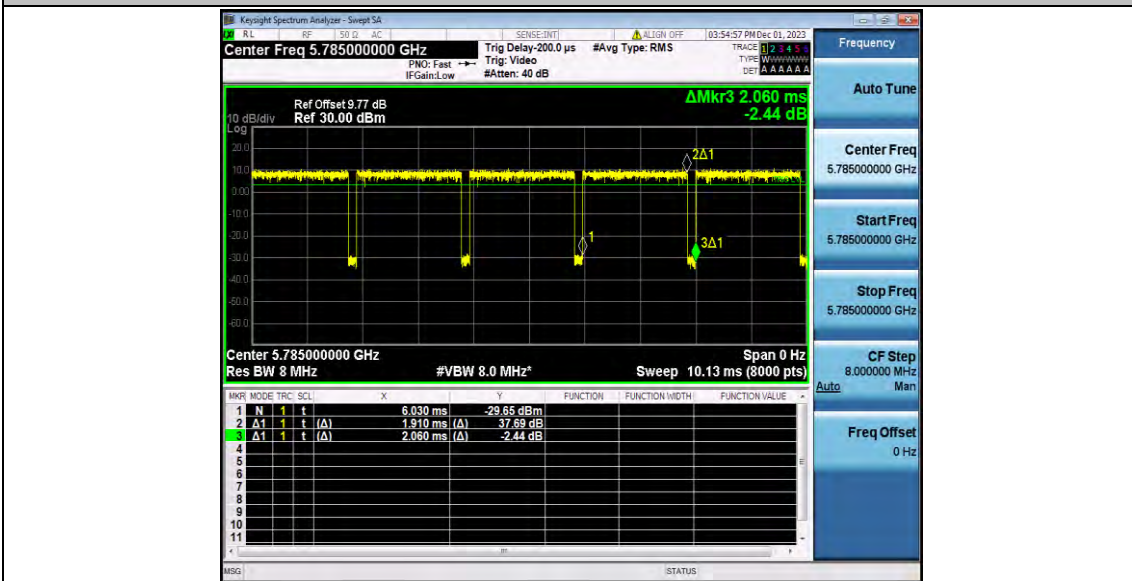 Keysight Spectrum Analyzer - Swept SA
RL RF 50 Ω AC SENSE:INT ALIGN OFF 03:54:57 PM Dec 01, 2023
Center Freq 5.785000000 GHz
PNO: Fast
IFGain:Low
Trig Delay-200.0 µs
Trig: Video
#Atten: 40 dB
#Avg Type: RMS
TRACE 1 2 3 4 5 6
TYPE WWWWWW
DET A A A A A A
Frequency
Auto Tune
Center Freq
5.785000000 GHz
Start Freq
5.785000000 GHz
Stop Freq
5.785000000 GHz
CF Step
8.000000 MHz
Auto Man
Freq Offset
0 Hz
ΔMkr3 2.060 ms
-2.44 dB
Ref Offset 9.77 dB
10 dB/div Ref 30.00 dBm
Log
20.0
10.0
0.00
-10.0
-20.0
-30.0
-40.0
-50.0
-60.0
2Δ1
1
3Δ1
Center 5.785000000 GHz Span 0 Hz
Res BW 8 MHz #VBW 8.0 MHz* Sweep 10.13 ms (8000 pts)
MKR MODE TRC SCL X Y FUNCTION FUNCTION WIDTH FUNCTION VALUE
1 N 1 t 6.030 ms -29.65 dBm
2 Δ1 1 t (Δ) 1.910 ms (Δ) 37.69 dB
3 Δ1 1 t (Δ) 2.060 ms (Δ) -2.44 dB
4
5
6
7
8
9
10
11
MSG STATUS